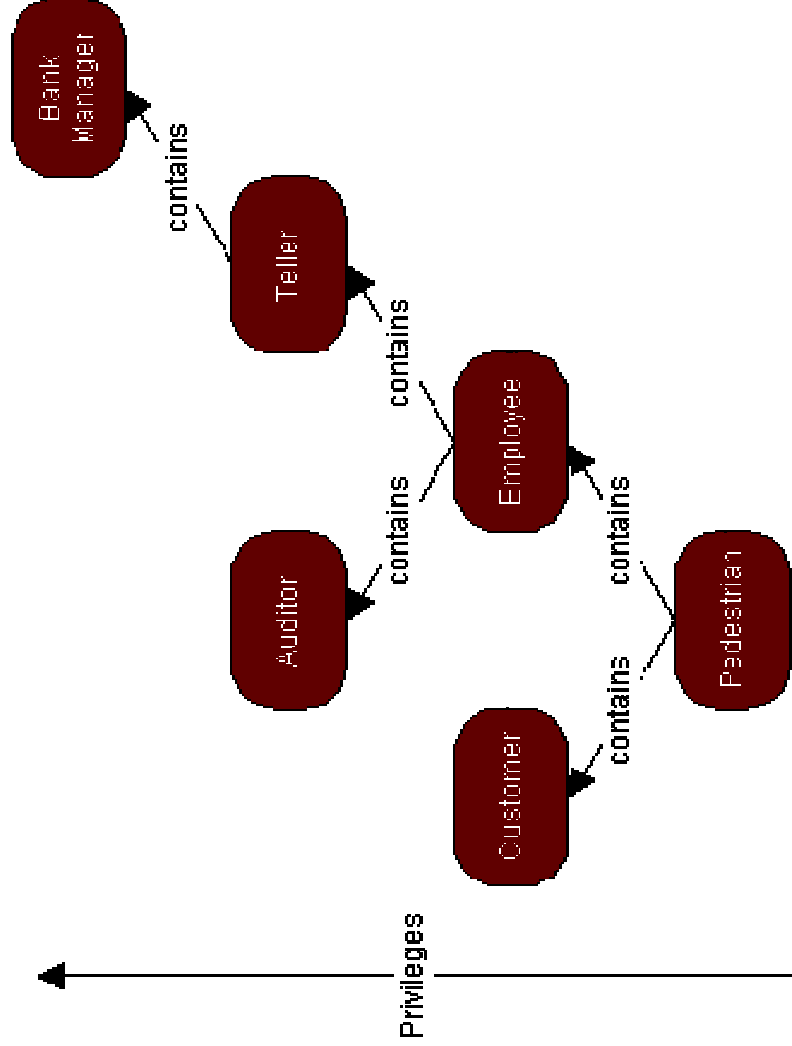 Bank
Manager
contains
Teller
contains
contains
Auditor
Employee
contains
contains
Customer
Pedestrian
Privileges